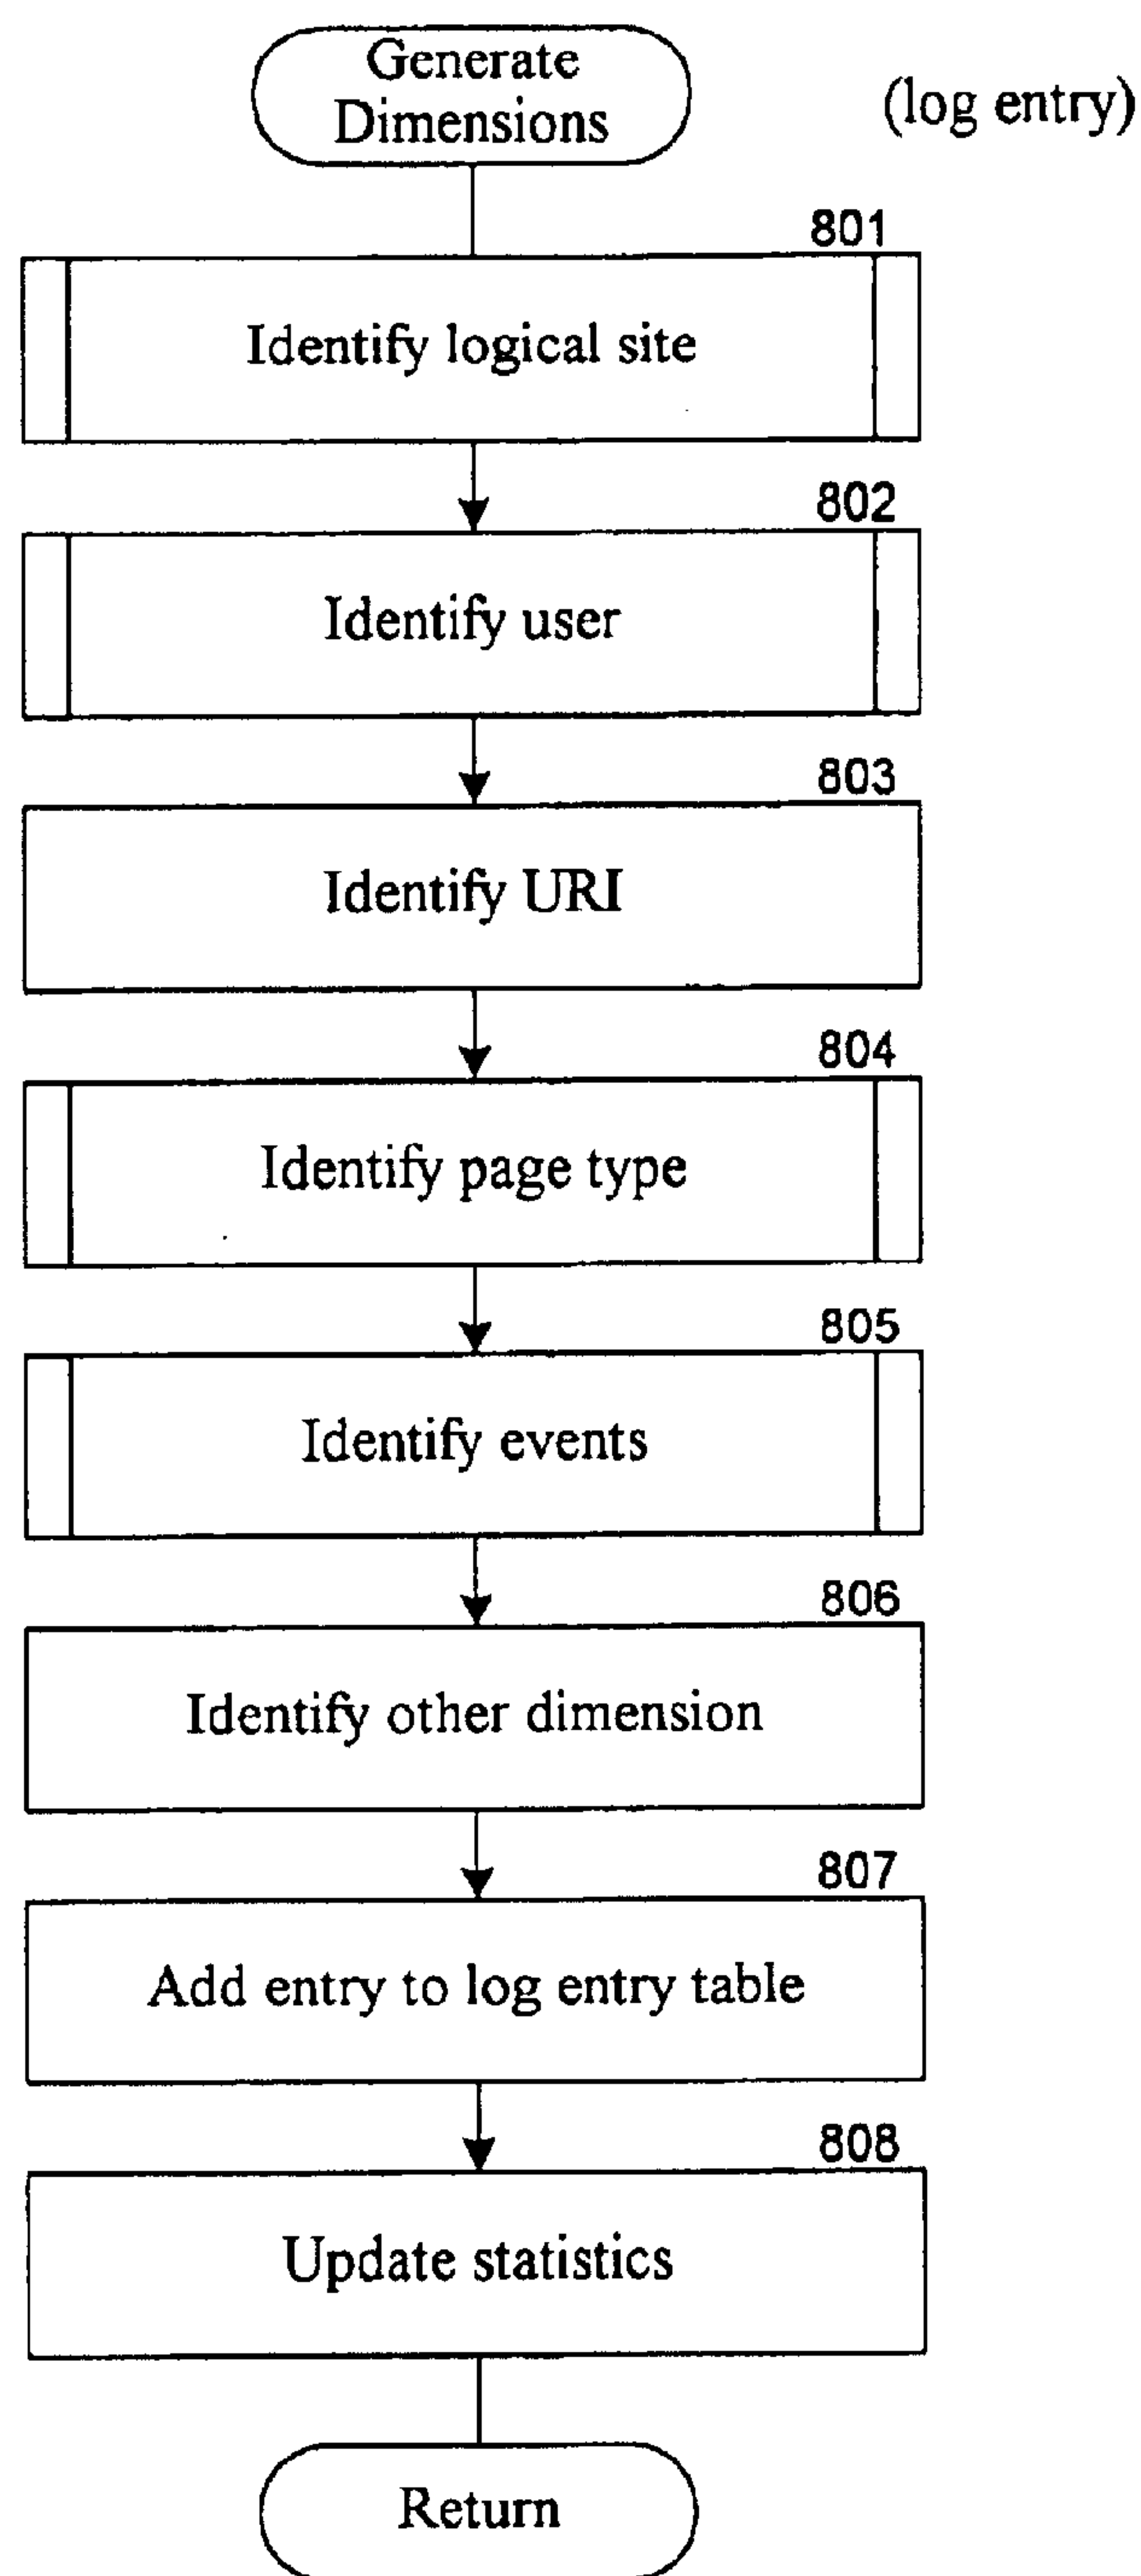 Generate
Dimensions
(log entry)
801
Identify logical site
802
Identify user
803
Identify URI
804
Identify page type
805
Identify events
806
Identify other dimension
807
Add entry to log entry table
808
Update statistics
Return